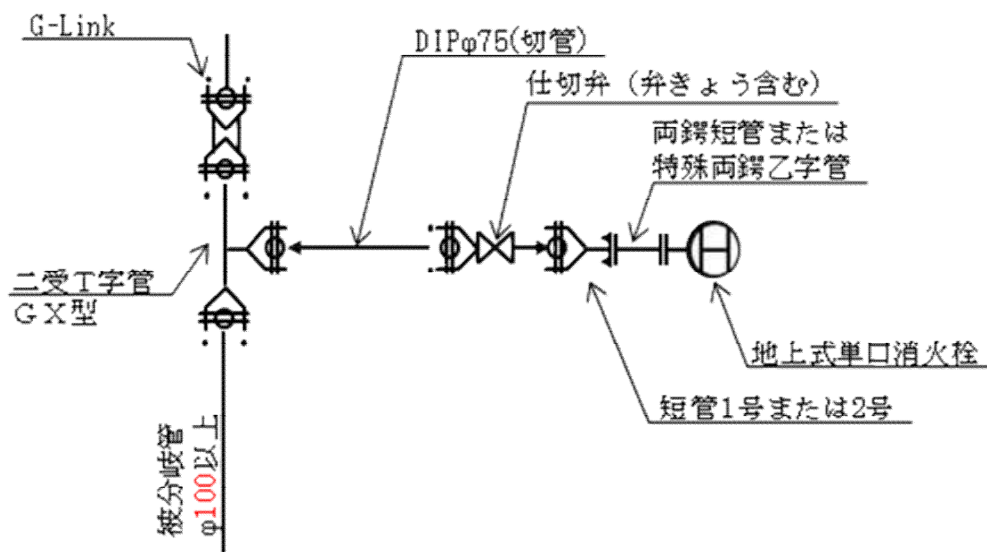 G-Link
DIPφ75(切管)
仕切弁（弁きょう含む）
両鍔短管または
特殊両鍔乙字管
二受T字管
GX型
地上式単口消火栓
短管1号または2号
被分岐管
φ100以上